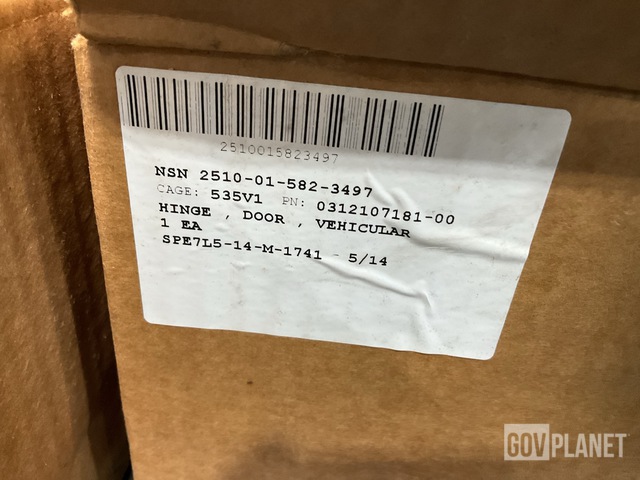 2510015823497
NSN 2510-01-582-3497
CAGE: 535V1 PN: 0312107181-00
HINGE , DOOR , VEHICULAR
1 EA
SPE7L5-14-M-1741 - 5/14
GOVPLANET